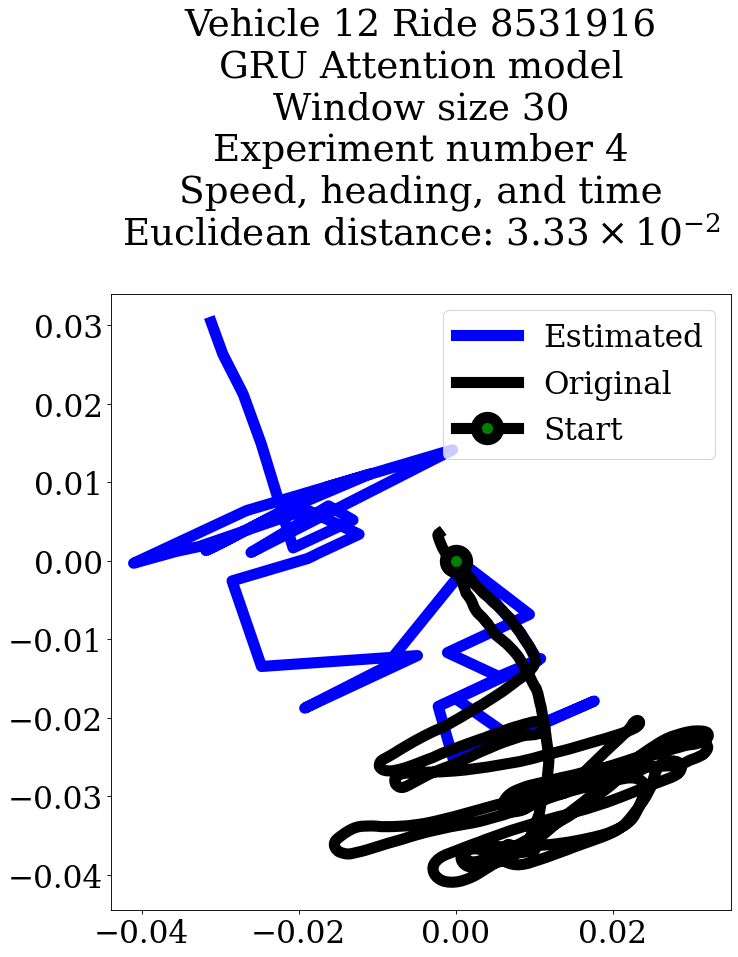 Vehicle 12 Ride 8531916
GRU Attention model
Window size 30
Experiment number 4
Speed, heading, and time
Euclidean distance: 3.33 × 10⁻²
Estimated
Original
Start
0.03
0.02
0.01
0.00
−0.01
−0.02
−0.03
−0.04
−0.04 −0.02 0.00 0.02